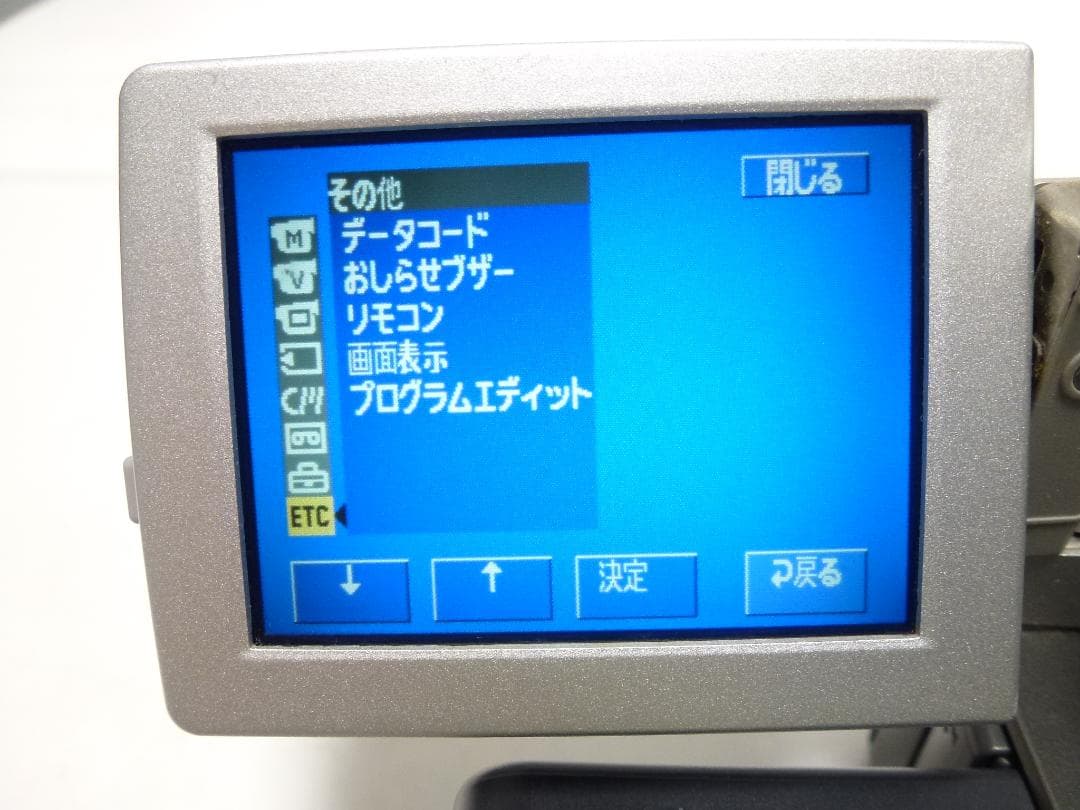 閉じる
その他
データコード
おしらせブザー
リモコン
画面表示
プログラムエディット
M
V
ETC
↓ ↑ 決定 戻る